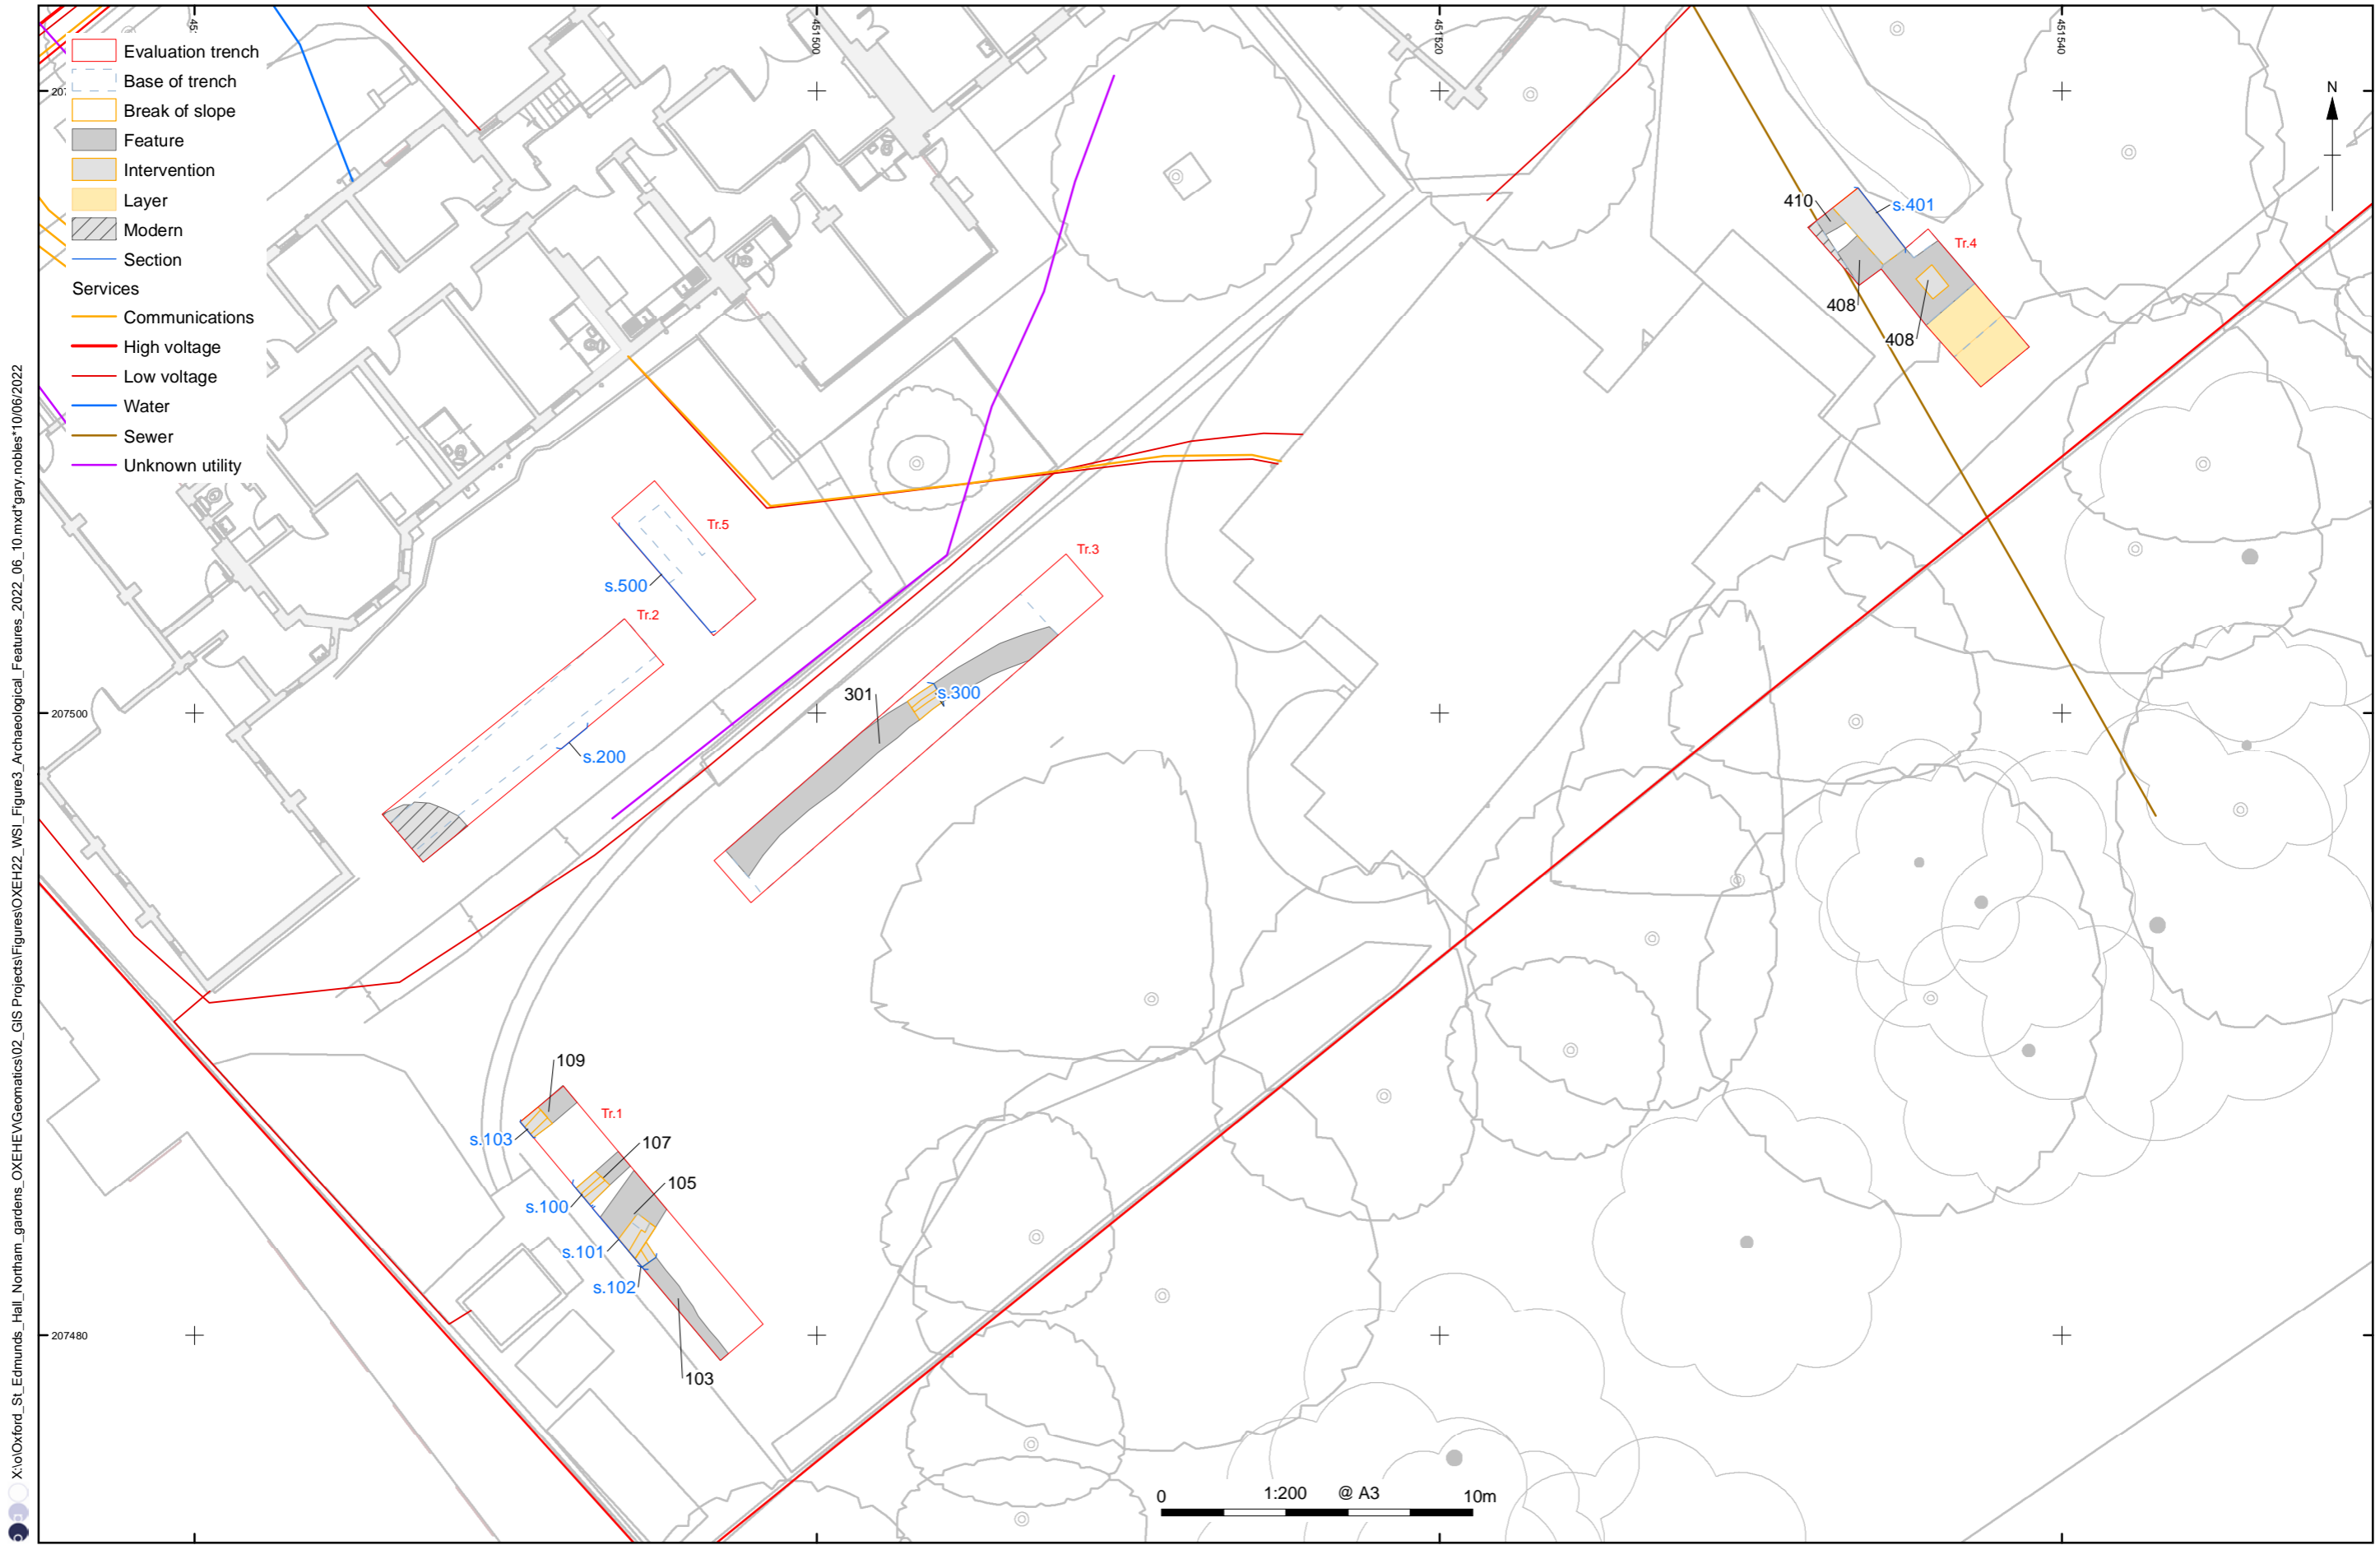 Evaluation trench
Base of trench
Break of slope
Feature
Intervention
Layer
Modern
Section
Services
Communications
High voltage
Low voltage
Water
Sewer
Unknown utility
451500
451520
451540
N
410
s.401
Tr.4
408
408
Tr.5
s.500
Tr.3
Tr.2
301
s.300
207500
s.200
109
Tr.1
s.103
107
105
s.100
s.101
s.102
207480
103
0 1:200 @ A3 10m
X:\o\Oxford_St_Edmunds_Hall_Northam_gardens_OXEHEV\Geomatics\02_GIS Projects\Figures\OXEH22_WSI_Figure3_Archaeological_Features_2022_06_10.mxd*gary.nobles*10/06/2022